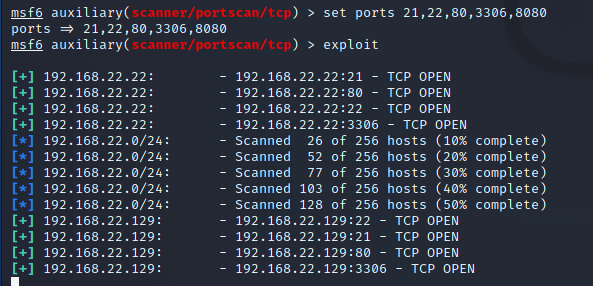 msf6 auxiliary(scanner/portscan/tcp) > set ports 21,22,80,3306,8080
ports ⇒ 21,22,80,3306,8080
msf6 auxiliary(scanner/portscan/tcp) > exploit
[+] 192.168.22.22: - 192.168.22.22:21 - TCP OPEN
[+] 192.168.22.22: - 192.168.22.22:80 - TCP OPEN
[+] 192.168.22.22: - 192.168.22.22:22 - TCP OPEN
[+] 192.168.22.22: - 192.168.22.22:3306 - TCP OPEN
[*] 192.168.22.0/24: - Scanned 26 of 256 hosts (10% complete)
[*] 192.168.22.0/24: - Scanned 52 of 256 hosts (20% complete)
[*] 192.168.22.0/24: - Scanned 77 of 256 hosts (30% complete)
[*] 192.168.22.0/24: - Scanned 103 of 256 hosts (40% complete)
[*] 192.168.22.0/24: - Scanned 128 of 256 hosts (50% complete)
[+] 192.168.22.129: - 192.168.22.129:22 - TCP OPEN
[+] 192.168.22.129: - 192.168.22.129:21 - TCP OPEN
[+] 192.168.22.129: - 192.168.22.129:80 - TCP OPEN
[+] 192.168.22.129: - 192.168.22.129:3306 - TCP OPEN